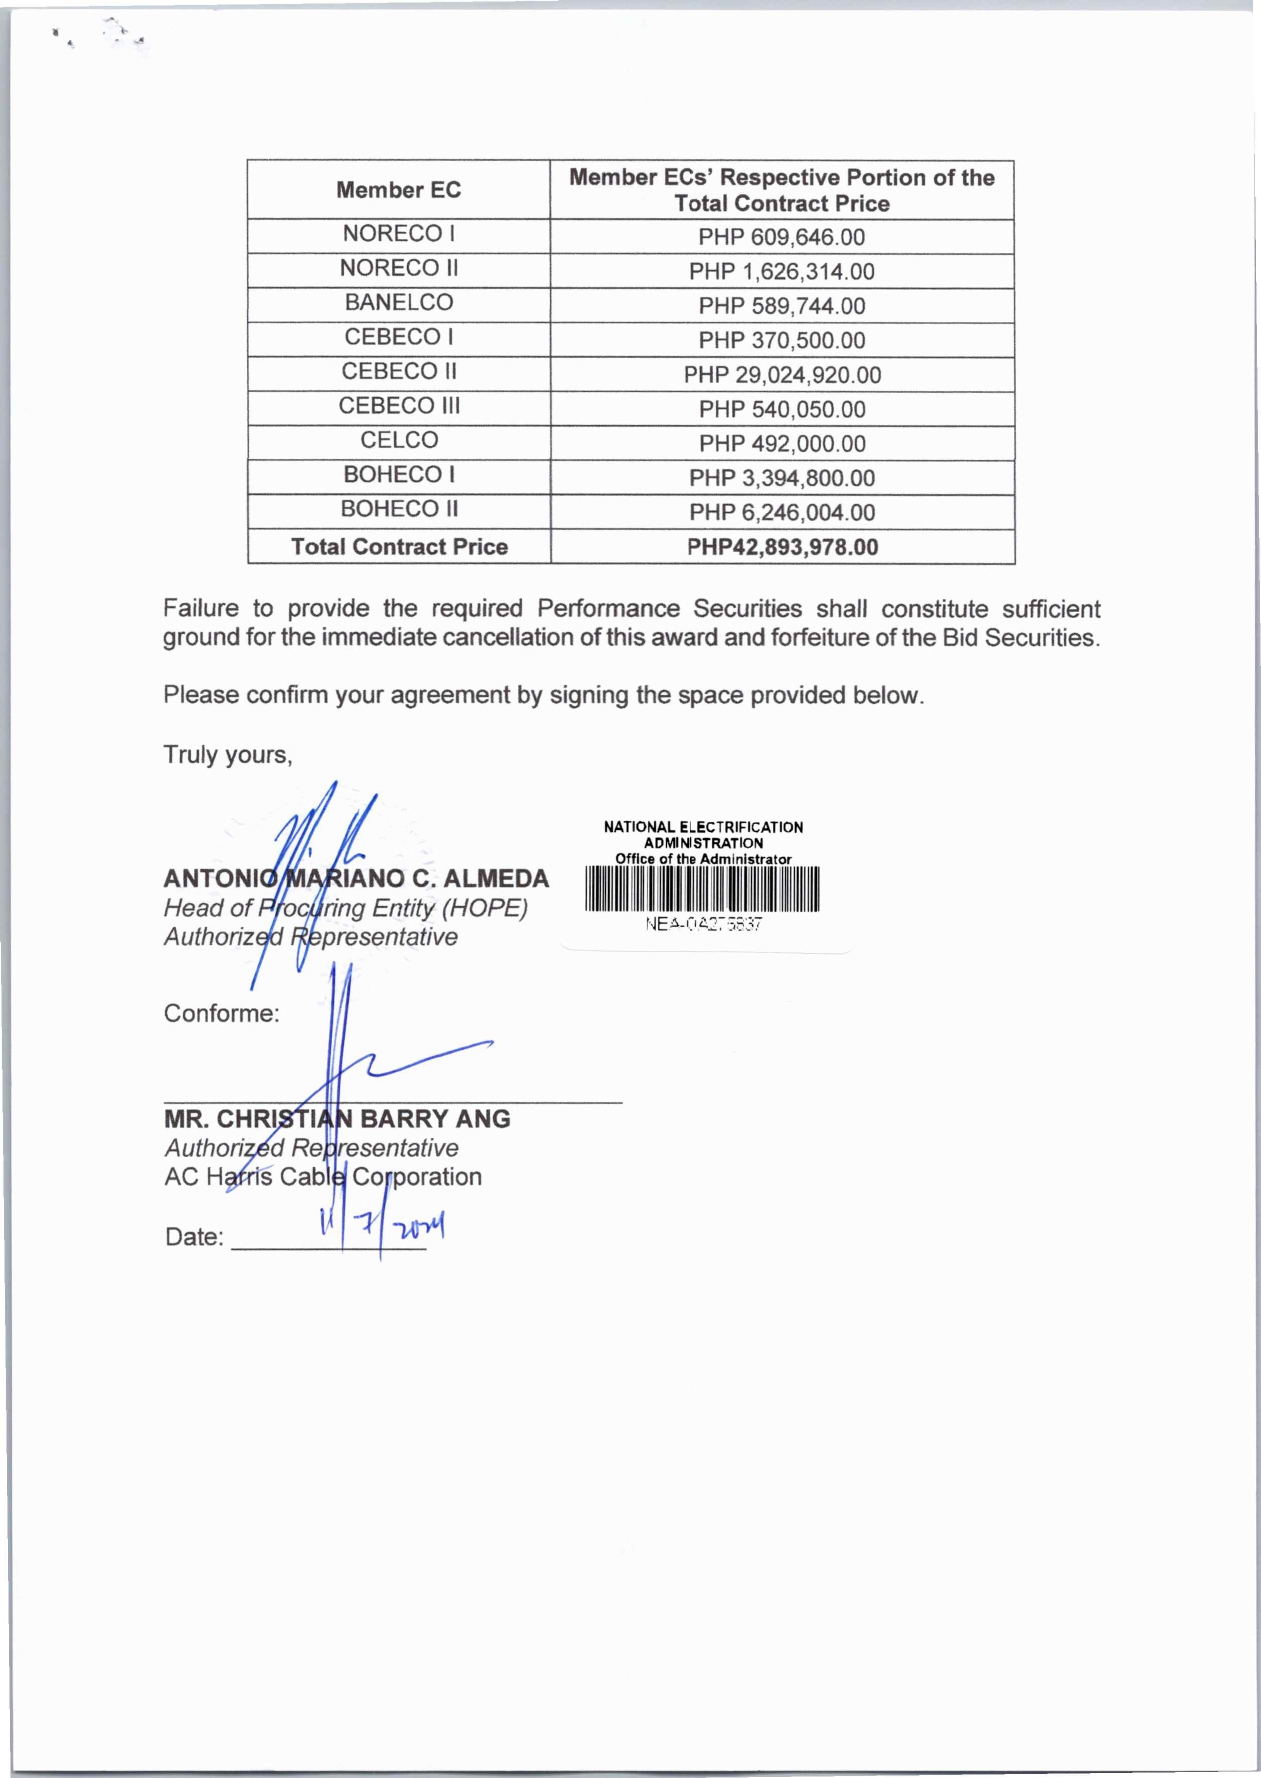 Member EC	Member ECs' Respective Portion of the
Total Contract Price
NORECO I	PHP 609,646.00
NORECO II	PHP 1,626,314.00
BANELCO	PHP 589,744.00
CEBECO I	PHP 370,500.00
CEBECO II	PHP 29,024,920.00
CEBECO III	PHP 540,050.00
CELCO	PHP 492,000.00
BOHECO I	PHP 3,394,800.00
BOHECO II	PHP 6,246,004.00
Total Contract Price	PHP42,893,978.00
Failure to provide the required Performance Securities shall constitute sufficient
ground for the immediate cancellation of this award and forfeiture of the Bid Securities.
Please confirm your agreement by signing the space provided below.
Truly yours,
NATIONAL ELECTRIFICATION
ADMINISTRATION
Office of the Administrator
ANTONIO MARIANO C. ALMEDA
Head of Procuring Entity (HOPE)
Authorized Representative
Conforme:
MR. CHRISTIAN BARRY ANG
Authorized Representative
AC Harris Cable Corporation
Date: 11/7/2024